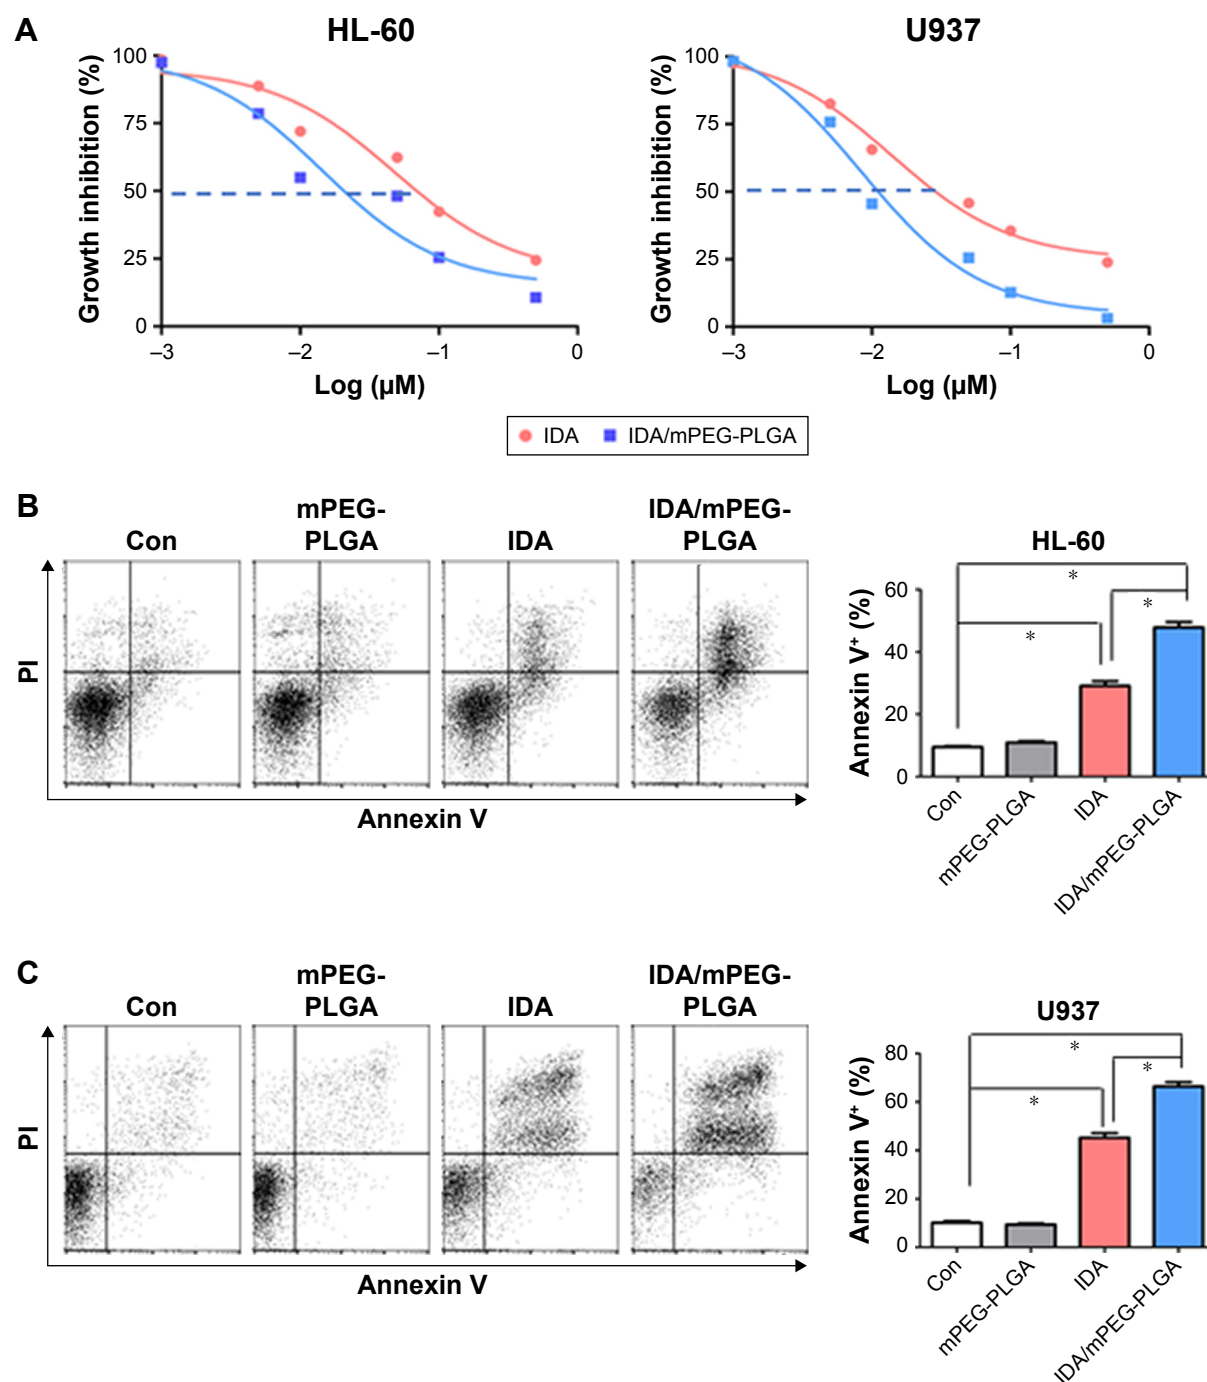 A
HL-60
U937
Growth inhibition (%)
100
75
50
25
0
–3
–2
–1
0
Log (µM)
Growth inhibition (%)
100
75
50
25
0
–3
–2
–1
0
Log (µM)
IDA
IDA/mPEG-PLGA
B
Con
mPEG-
PLGA
IDA
IDA/mPEG-
PLGA
PI
Annexin V
HL-60
Annexin V⁺ (%)
60
40
20
0
*
*
*
Con
mPEG-PLGA
IDA
IDA/mPEG-PLGA
C
Con
mPEG-
PLGA
IDA
IDA/mPEG-
PLGA
PI
Annexin V
U937
Annexin V⁺ (%)
80
60
40
20
0
*
*
*
Con
mPEG-PLGA
IDA
IDA/mPEG-PLGA